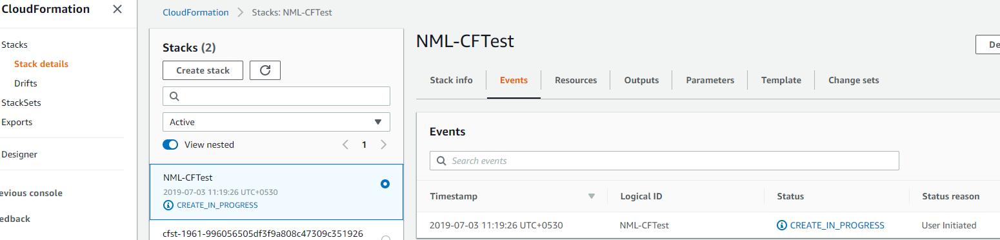 CloudFormation
Stacks
Stack details
Drifts
StackSets
Exports
Designer
evious console
edback
CloudFormation > Stacks: NML-CFTest
Stacks (2)
Create stack
Active
View nested
1
NML-CFTest
2019-07-03 11:19:26 UTC+0530
CREATE_IN_PROGRESS
cfst-1961-996056505df3f9a808c47309c351926
NML-CFTest
De
Stack info Events Resources Outputs Parameters Template Change sets
Events
Search events
Timestamp Logical ID Status Status reason
2019-07-03 11:19:26 UTC+0530 NML-CFTest CREATE_IN_PROGRESS User Initiated